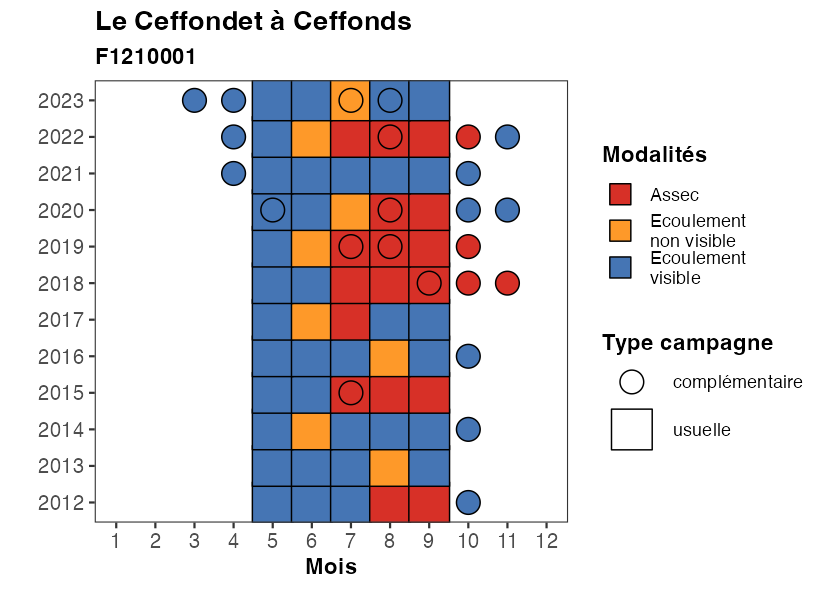 Le Ceffondet à Ceffonds
F1210001
2023
2022
2021
2020
2019
2018
2017
2016
2015
2014
2013
2012
1 2 3 4 5 6 7 8 9 10 11 12
Mois
Modalités
Assec
Ecoulement
non visible
Ecoulement
visible
Type campagne
complémentaire
usuelle